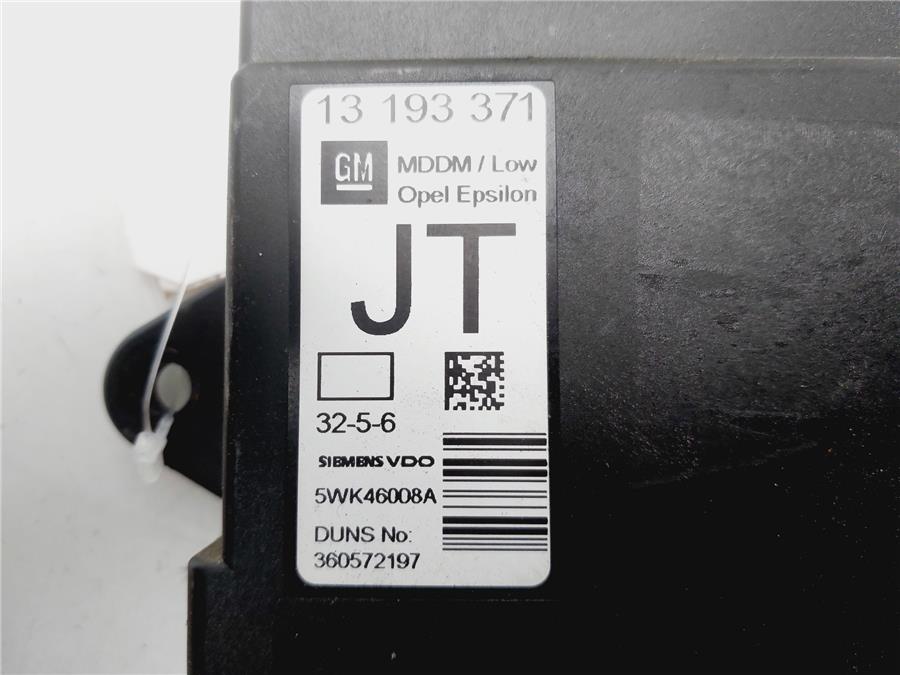 13 193 371
GM MDDM / Low
Opel Epsilon
JT
32-5-6
SIEMENS VDO
5WK46008A
DUNS No:
360572197